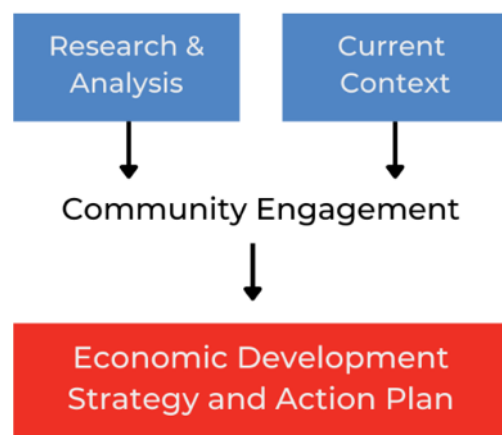 Research &
Analysis
Current
Context
Community Engagement
Economic Development
Strategy and Action Plan